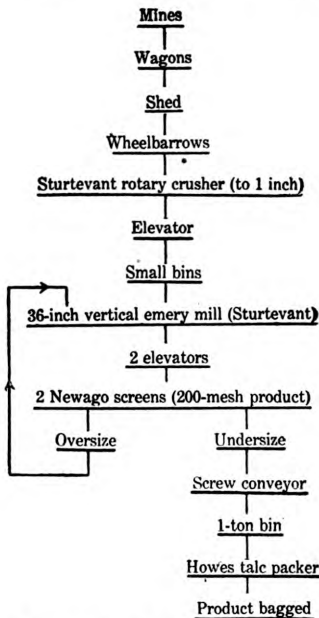 Mines
Wagons
Shed
Wheelbarrows
Sturtevant rotary crusher (to 1 inch)
Elevator
Small bins
36-inch vertical emery mill (Sturtevant)
2 elevators
2 Newago screens (200-mesh product)
Oversize
Undersize
Screw conveyor
1-ton bin
Howes talc packer
Product bagged